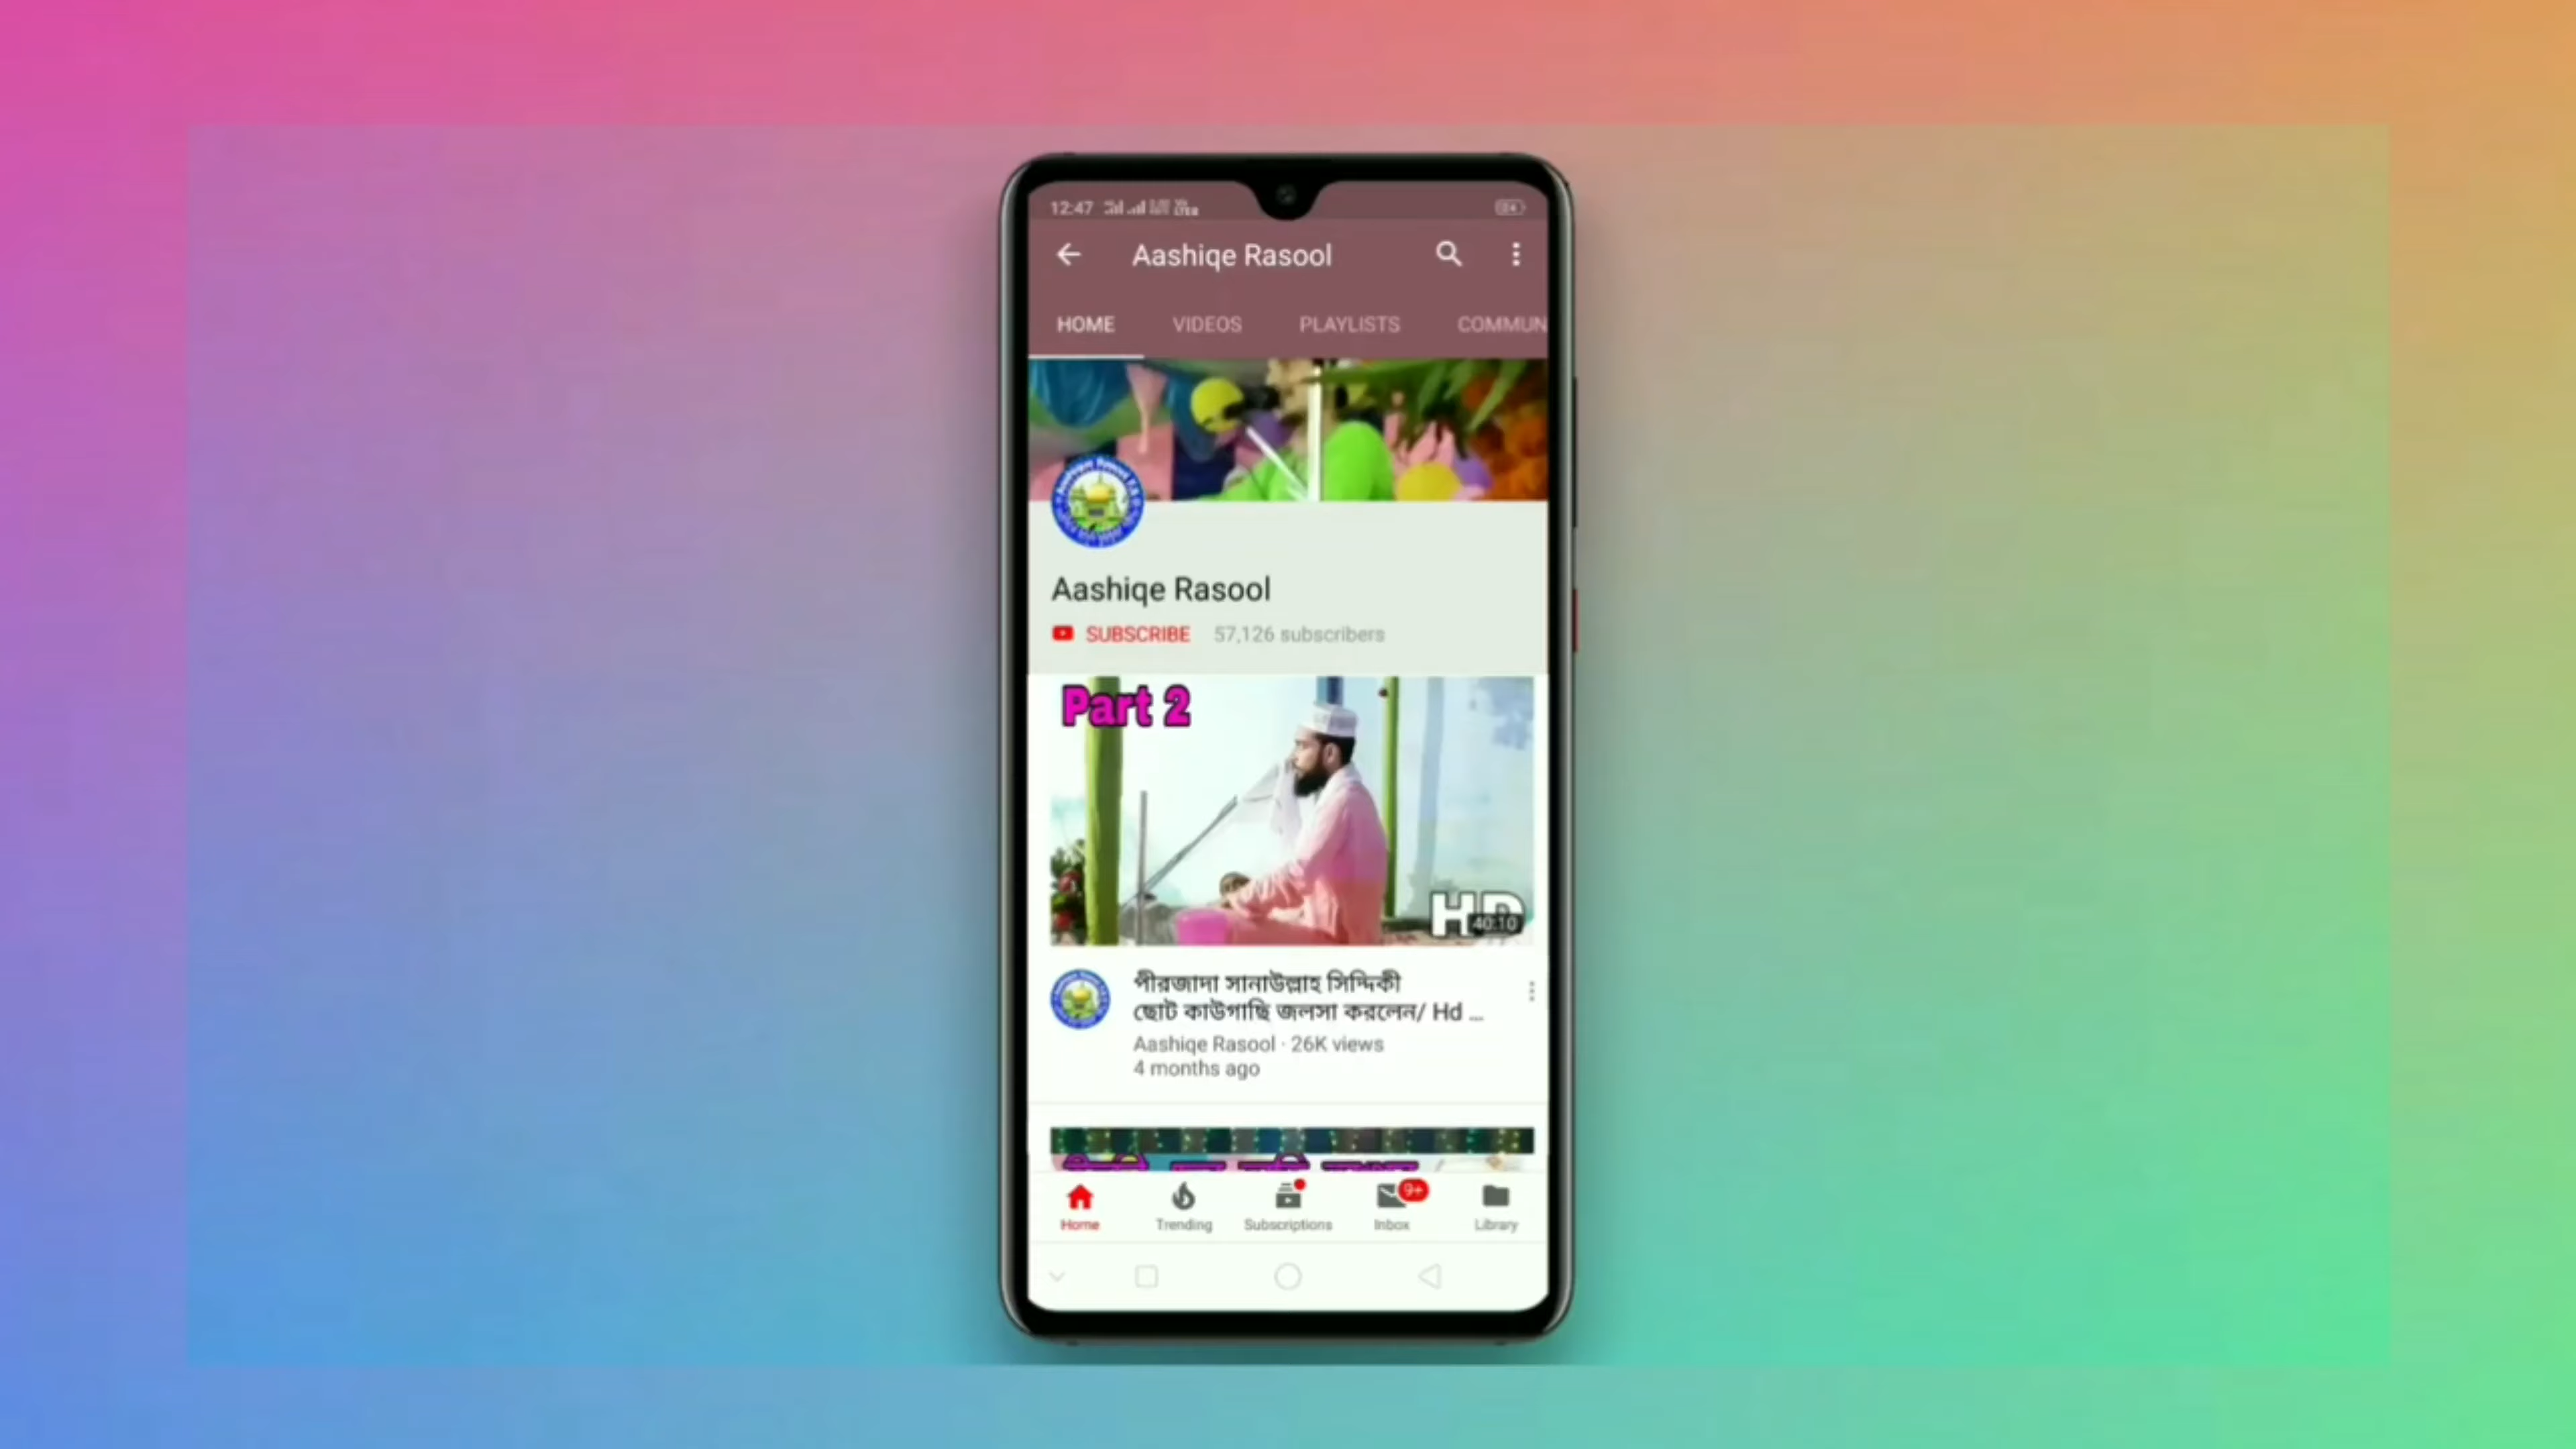 12:47
Aashiqe Rasool
HOME VIDEOS PLAYLISTS COMMUN
Aashiqe Rasool
SUBSCRIBE 57,126 subscribers
Part 2
HD
40:10
পীরজাদা সানাউল্লাহ সিদ্দিকী
ছোট কাউগাছি জলসা করলেন/ Hd ...
Aashiqe Rasool · 26K views
4 months ago
Home Trending Subscriptions Inbox Library
9+